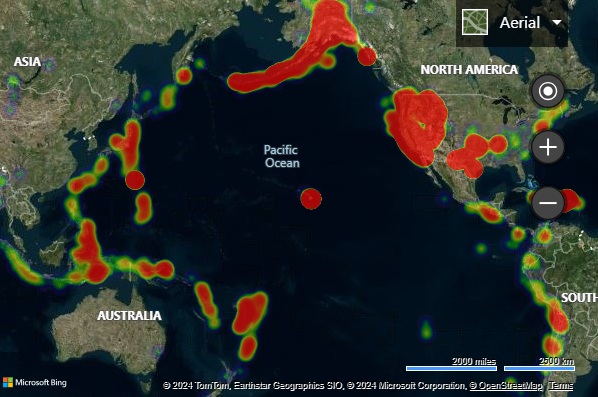 Aerial
ASIA
NORTH AMERICA
Pacific
Ocean
AUSTRALIA
SOUTH
2000 miles
2500 km
Microsoft Bing
© 2024 TomTom, Earthstar Geographics SIO, © 2024 Microsoft Corporation, © OpenStreetMap Terms